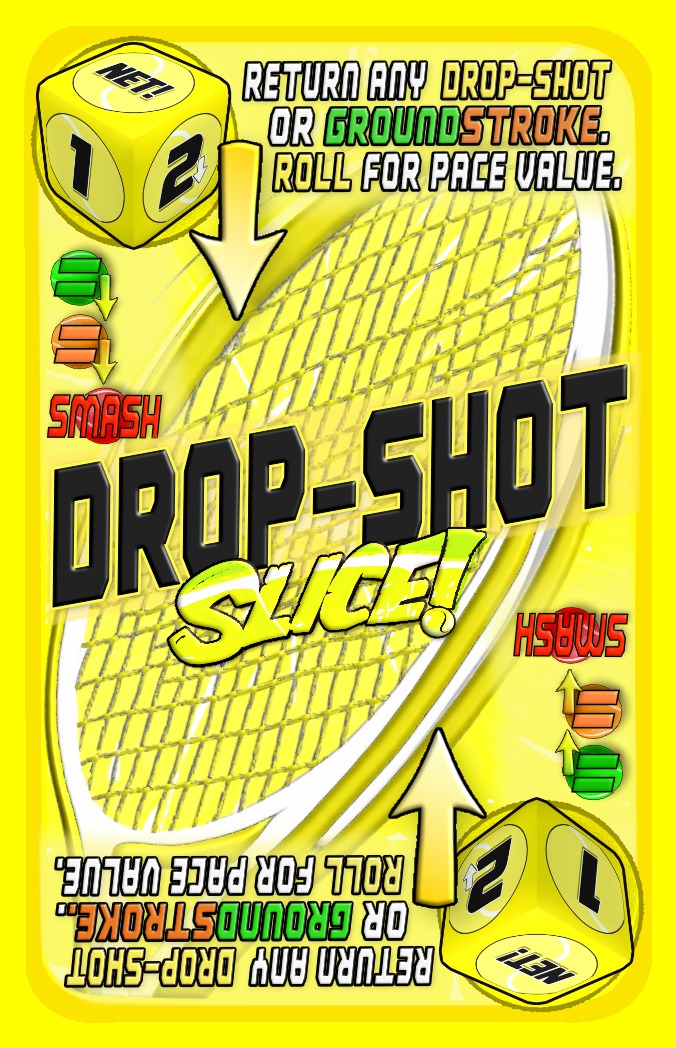 NET!
1 2
RETURN ANY DROP-SHOT
OR GROUNDSTROKE.
ROLL FOR PACE VALUE.
SMASH
DROP-SHOT
SLICE!
SMASH
RETURN ANY DROP-SHOT
OR GROUNDSTROKE..
ROLL FOR PACE VALUE.
1 2
NET!